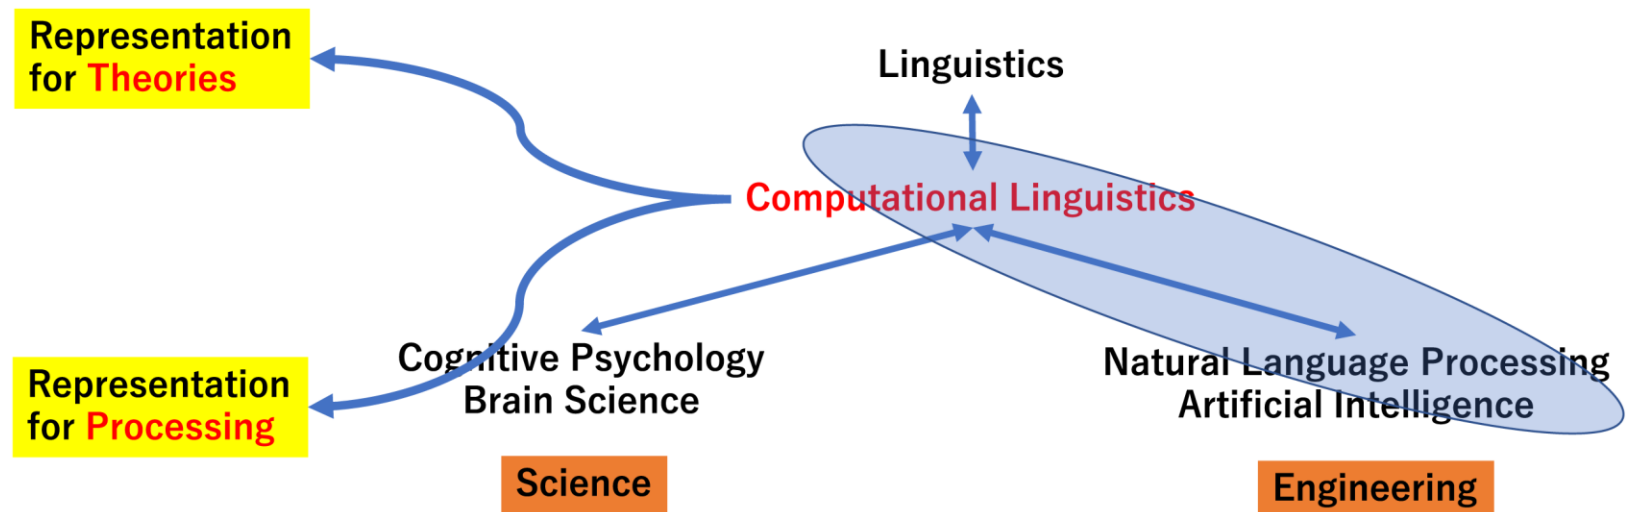 Representation
for Theories
Linguistics
Computational Linguistics
Cognitive Psychology
Brain Science
Natural Language Processing
Artificial Intelligence
Representation
for Processing
Science
Engineering